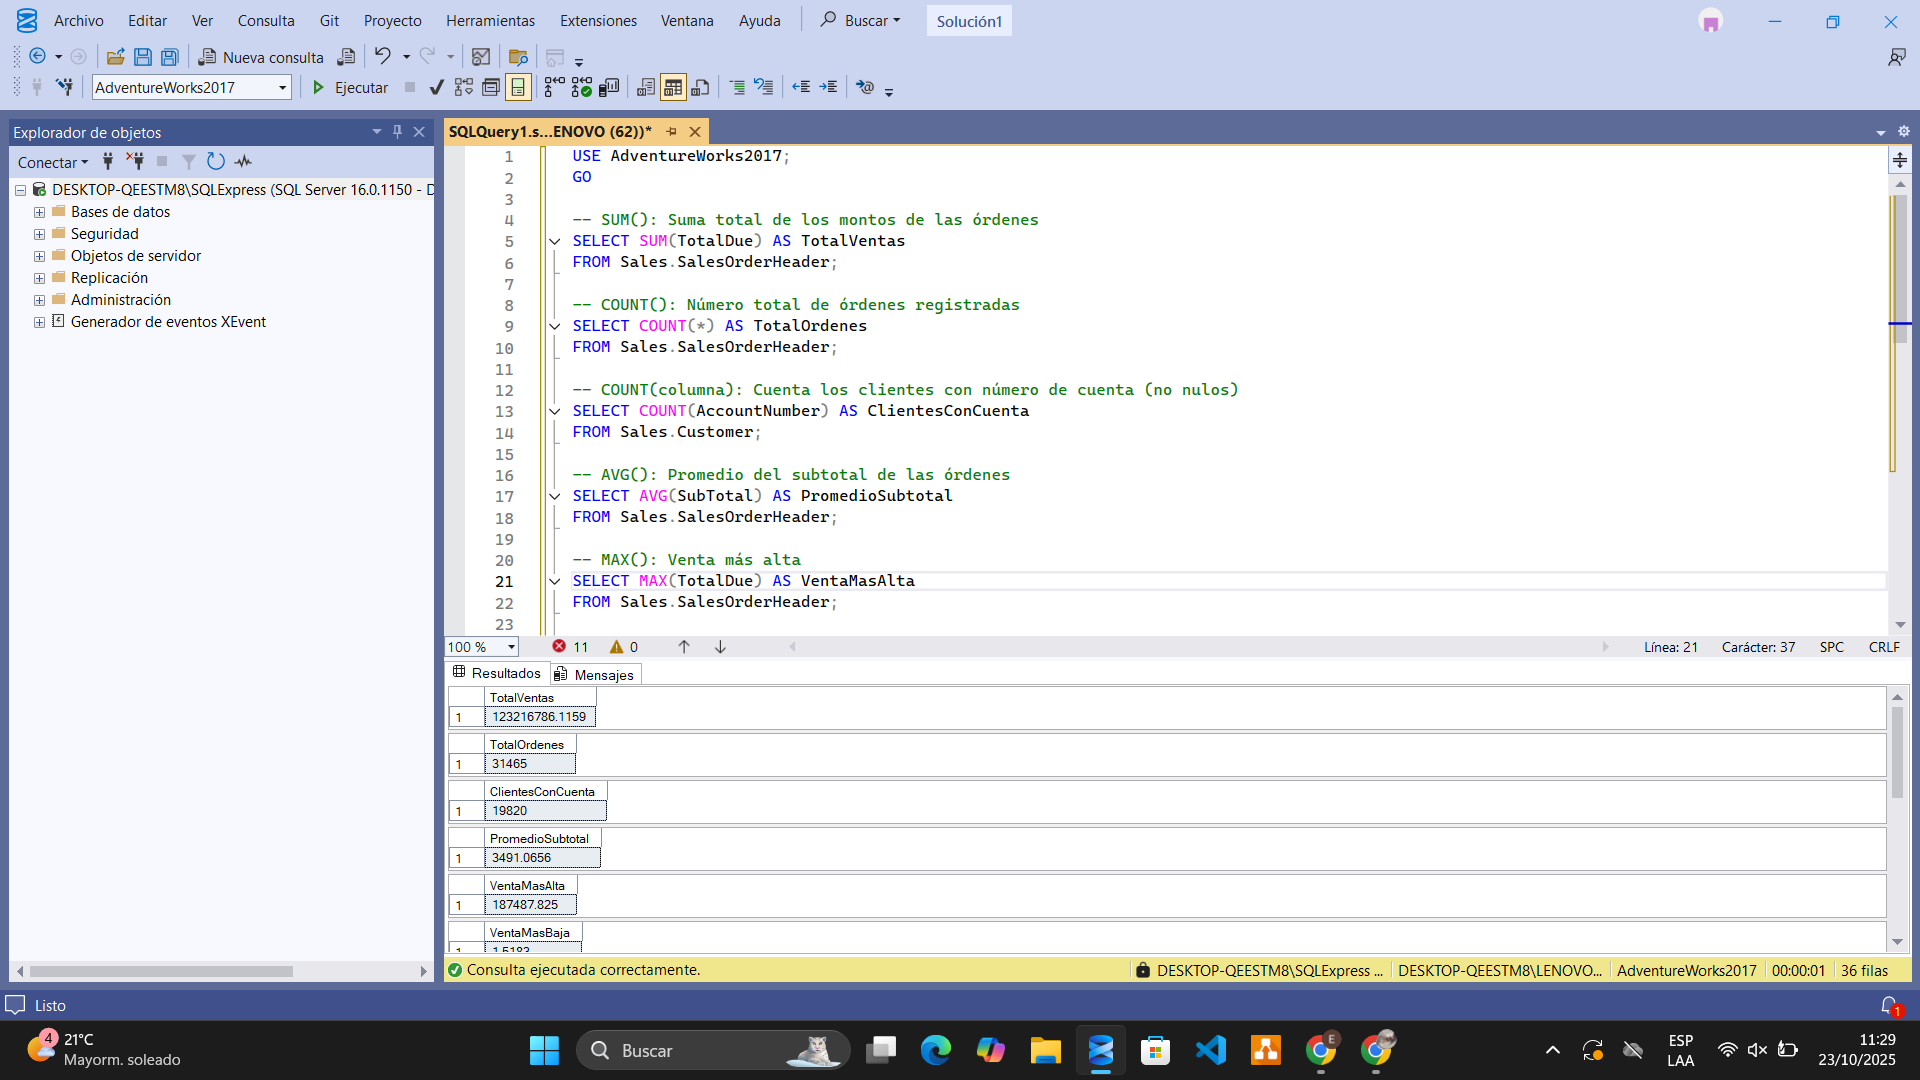 Archivo Editar Ver Consulta Git Proyecto Herramientas Extensiones Ventana Ayuda Buscar Solución1
Nueva consulta
AdventureWorks2017 Ejecutar
Explorador de objetos
Conectar
DESKTOP-QEESTM8\SQLExpress (SQL Server 16.0.1150 - D
Bases de datos
Seguridad
Objetos de servidor
Replicación
Administración
Generador de eventos XEvent
SQLQuery1.s...ENOVO (62))*
1 USE AdventureWorks2017;
2 GO
3
4 -- SUM(): Suma total de los montos de las órdenes
5 SELECT SUM(TotalDue) AS TotalVentas
6 FROM Sales.SalesOrderHeader;
7
8 -- COUNT(): Número total de órdenes registradas
9 SELECT COUNT(*) AS TotalOrdenes
10 FROM Sales.SalesOrderHeader;
11
12 -- COUNT(columna): Cuenta los clientes con número de cuenta (no nulos)
13 SELECT COUNT(AccountNumber) AS ClientesConCuenta
14 FROM Sales.Customer;
15
16 -- AVG(): Promedio del subtotal de las órdenes
17 SELECT AVG(SubTotal) AS PromedioSubtotal
18 FROM Sales.SalesOrderHeader;
19
20 -- MAX(): Venta más alta
21 SELECT MAX(TotalDue) AS VentaMasAlta
22 FROM Sales.SalesOrderHeader;
23
100 % 11 0 Línea: 21 Carácter: 37 SPC CRLF
Resultados Mensajes
TotalVentas
1 123216786.1159
TotalOrdenes
1 31465
ClientesConCuenta
1 19820
PromedioSubtotal
1 3491.0656
VentaMasAlta
1 187487.825
VentaMasBaja
1 1.5183
Consulta ejecutada correctamente. DESKTOP-QEESTM8\SQLExpress ... DESKTOP-QEESTM8\LENOVO... AdventureWorks2017 00:00:01 36 filas
Listo 1
4 21°C
Mayorm. soleado
Buscar
E
ESP
LAA
11:29
23/10/2025